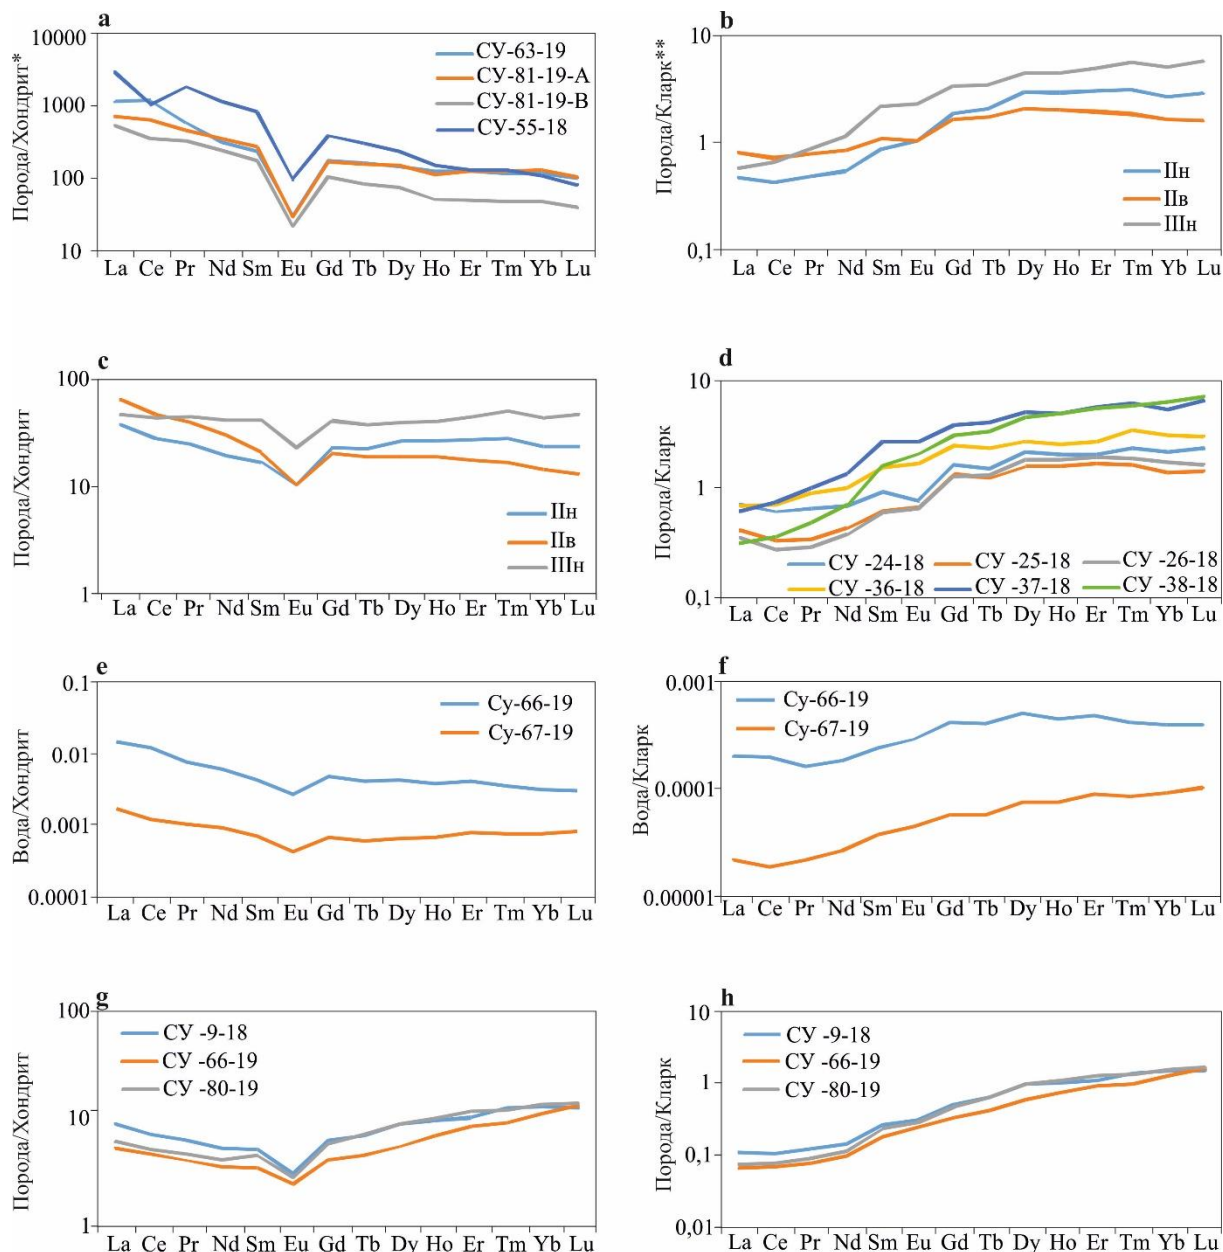 a
Порода/Хондрит*
10000
1000
100
10
СУ-63-19
СУ-81-19-А
СУ-81-19-В
СУ-55-18
La Ce Pr Nd Sm Eu Gd Tb Dy Ho Er Tm Yb Lu
b
Порода/Кларк**
10
1
0,1
IIн
IIв
IIIн
La Ce Pr Nd Sm Eu Gd Tb Dy Ho Er Tm Yb Lu
c
Порода/Хондрит
100
10
1
IIн
IIв
IIIн
La Ce Pr Nd Sm Eu Gd Tb Dy Ho Er Tm Yb Lu
d
Порода/Кларк
10
1
0,1
СУ -24-18 СУ -25-18 СУ -26-18
СУ -36-18 СУ -37-18 СУ -38-18
La Ce Pr Nd Sm Eu Gd Tb Dy Ho Er Tm Yb Lu
e
Вода/Хондрит
0.1
0.01
0.001
0.0001
Су-66-19
Су-67-19
La Ce Pr Nd Sm Eu Gd Tb Dy Ho Er Tm Yb Lu
f
Вода/Кларк
0.001
0.0001
0.00001
Су-66-19
Су-67-19
La Ce Pr Nd Sm Eu Gd Tb Dy Ho Er Tm Yb Lu
g
Порода/Хондрит
100
10
1
СУ -9-18
СУ -66-19
СУ -80-19
La Ce Pr Nd Sm Eu Gd Tb Dy Ho Er Tm Yb Lu
h
Порода/Кларк
10
1
0,1
0,01
СУ -9-18
СУ -66-19
СУ -80-19
La Ce Pr Nd Sm Eu Gd Tb Dy Ho Er Tm Yb Lu